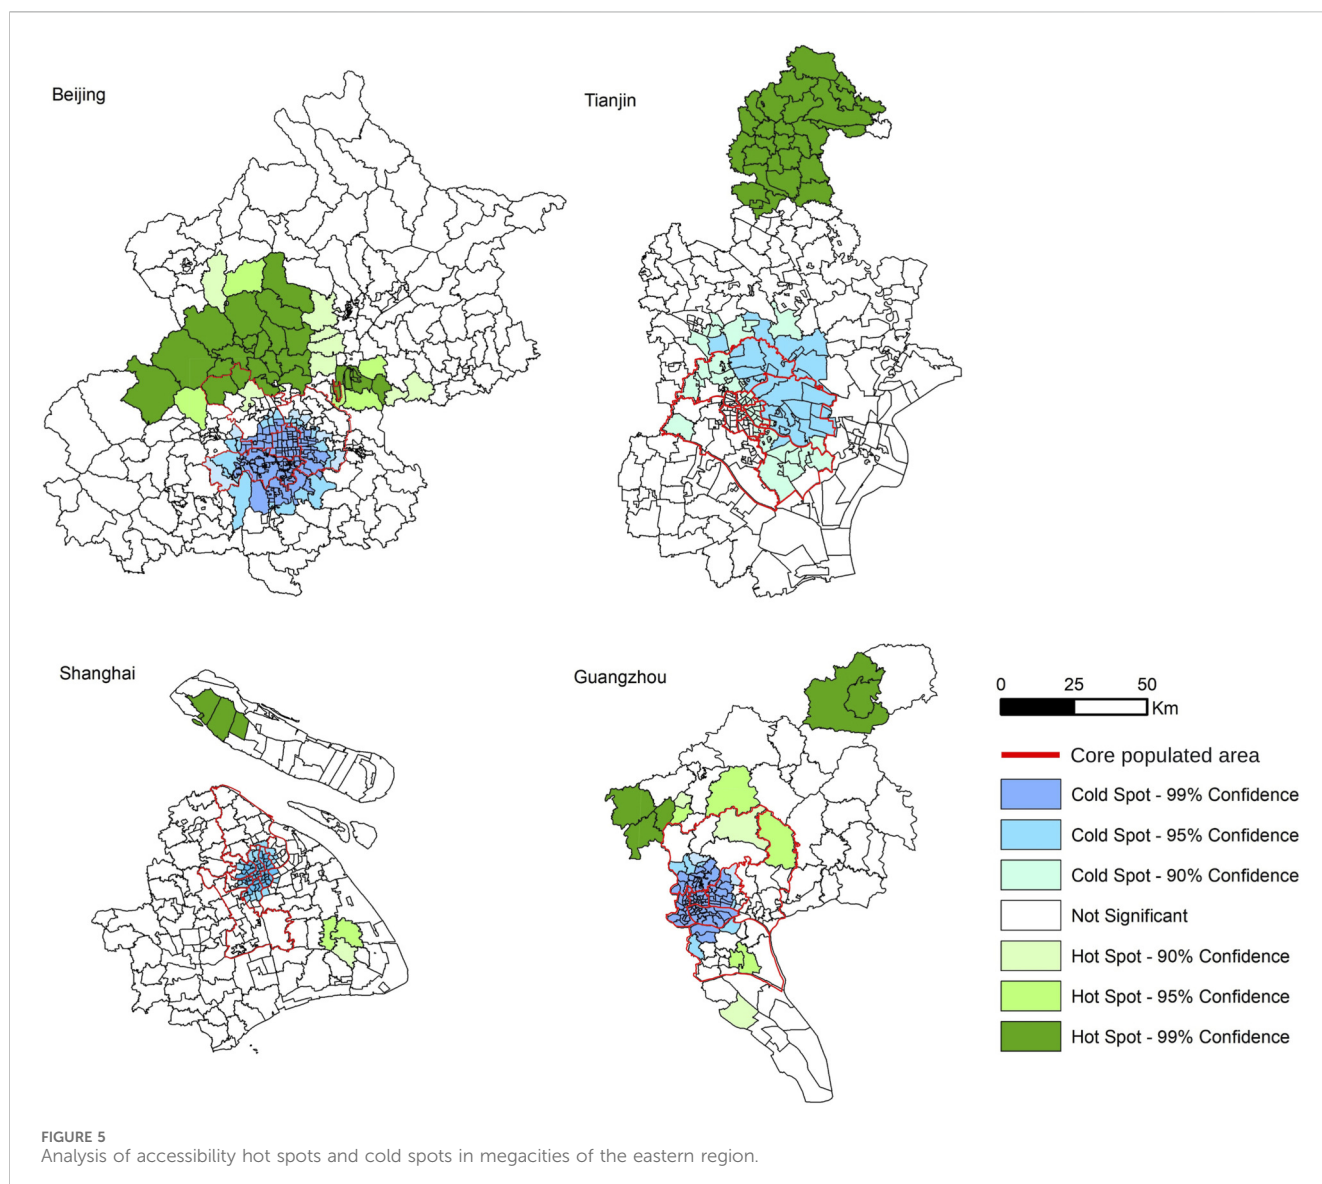 Beijing
Tianjin
Shanghai
Guangzhou
0 25 50
Km
Core populated area
Cold Spot - 99% Confidence
Cold Spot - 95% Confidence
Cold Spot - 90% Confidence
Not Significant
Hot Spot - 90% Confidence
Hot Spot - 95% Confidence
Hot Spot - 99% Confidence
FIGURE 5
Analysis of accessibility hot spots and cold spots in megacities of the eastern region.